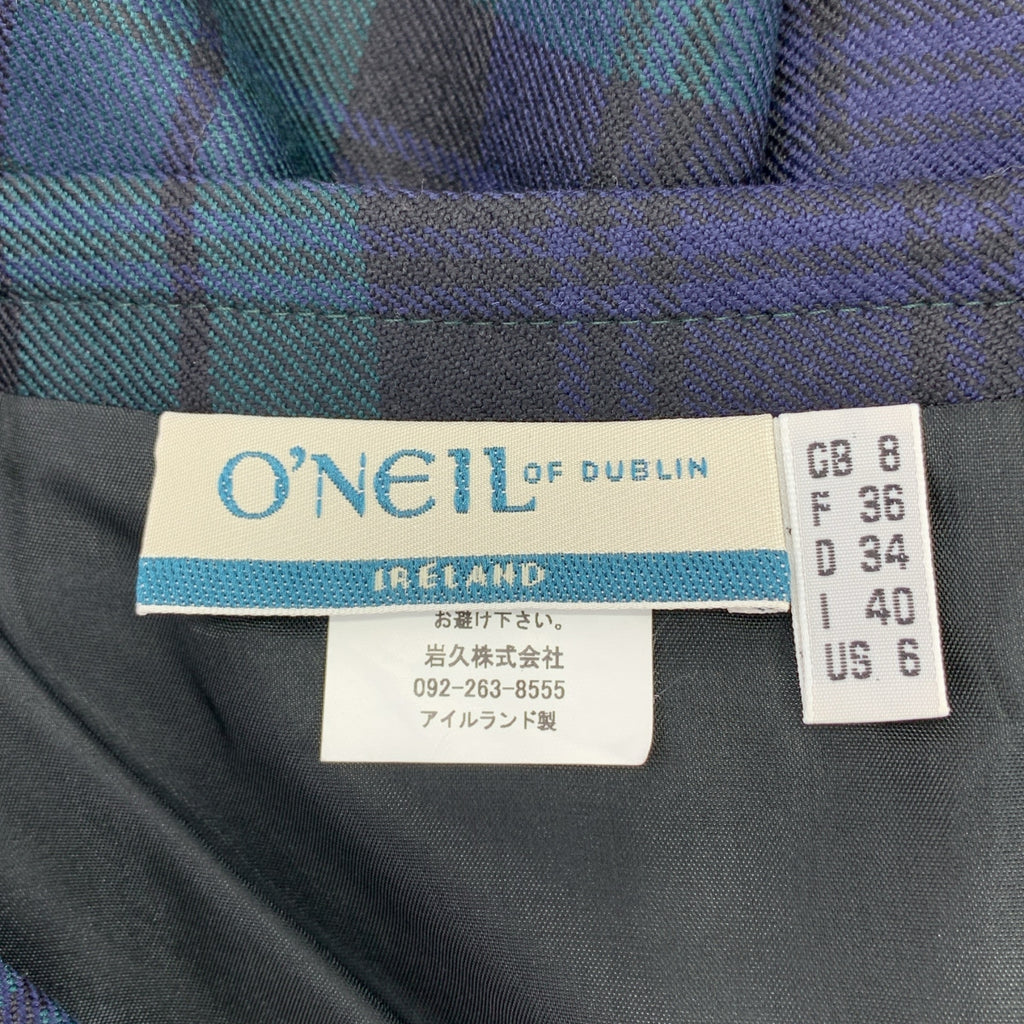 O'NEIL OF DUBLIN
IRELAND
GB 8
F 36
D 34
I 40
US 6
お避け下さい。
岩久株式会社
092-263-8555
アイルランド製